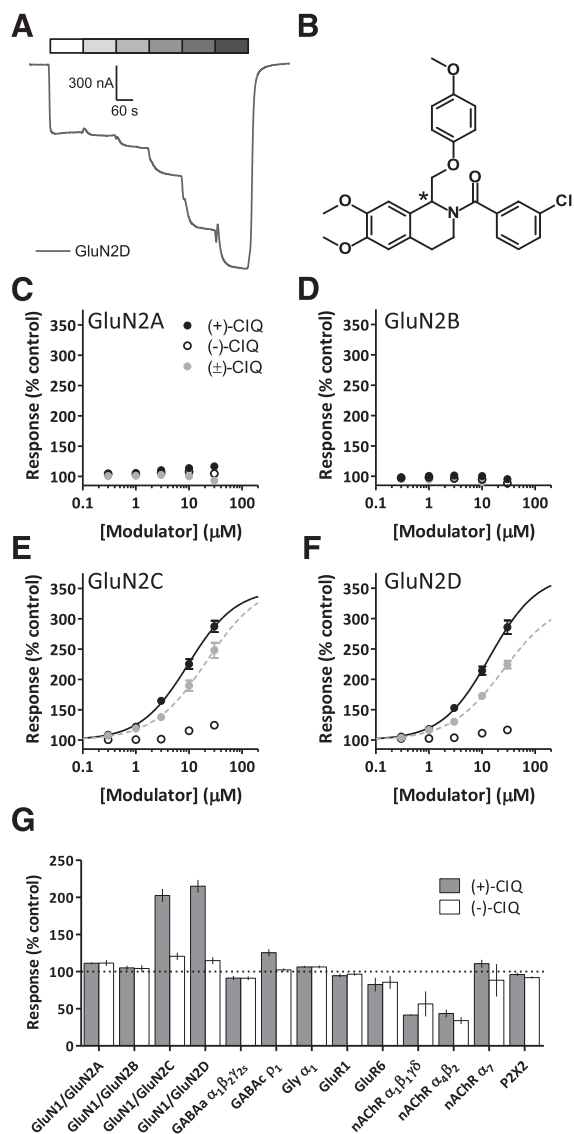 A
300 nA
60 s
GluN2D
B
O
O
O
O
*
N
O
Cl
C
GluN2A
(+)-CIQ
(-)-CIQ
(±)-CIQ
Response (% control)
350
300
250
200
150
100
0.1 1 10 100
[Modulator] (μM)
D
GluN2B
Response (% control)
350
300
250
200
150
100
0.1 1 10 100
[Modulator] (μM)
E
GluN2C
Response (% control)
350
300
250
200
150
100
0.1 1 10 100
[Modulator] (μM)
F
GluN2D
Response (% control)
350
300
250
200
150
100
0.1 1 10 100
[Modulator] (μM)
G
Response (% control)
250
200
150
100
50
0
(+)-CIQ
(-)-CIQ
GluN1/GluN2A
GluN1/GluN2B
GluN1/GluN2C
GluN1/GluN2D
GABAa α1β2γ2s
GABAc ρ1
Gly α1
GluR1
GluR6
nAChR α1β1γδ
nAChR α4β2
nAChR α7
P2X2